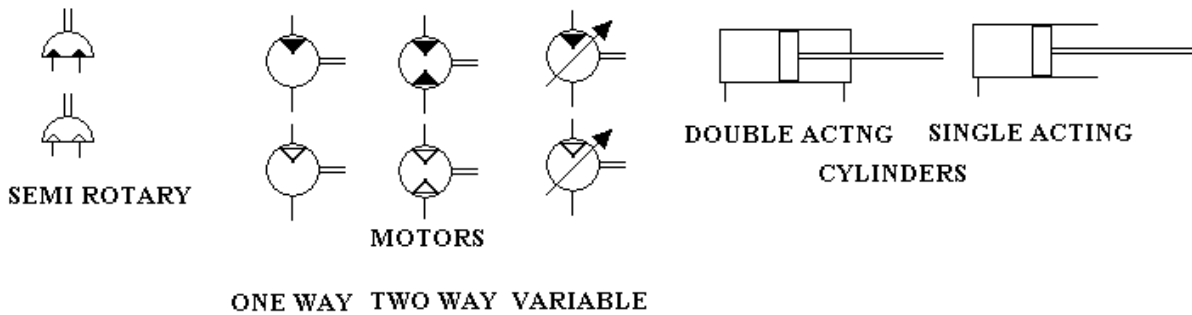 DOUBLE ACTNG
SINGLE ACTING
CYLINDERS
SEMI ROTARY
MOTORS
ONE WAY
TWO WAY
VARIABLE